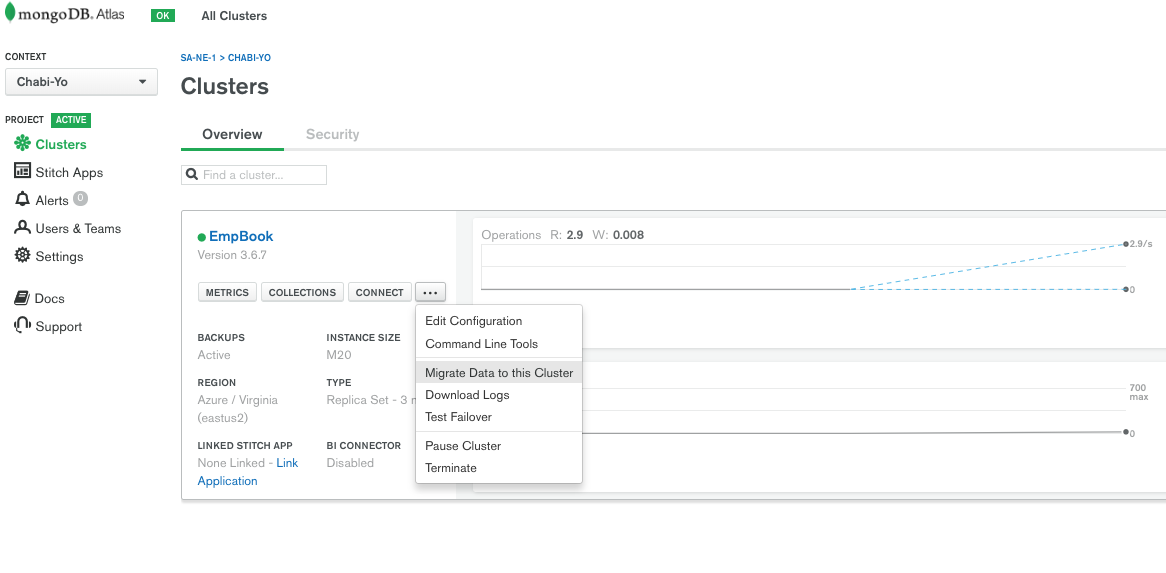 mongoDB. Atlas OK All Clusters
CONTEXT
Chabi-Yo
PROJECT ACTIVE
Clusters
Stitch Apps
Alerts 0
Users & Teams
Settings
Docs
Support
SA-NE-1 > CHABI-YO
Clusters
Overview Security
Find a cluster...
EmpBook
Version 3.6.7
METRICS COLLECTIONS CONNECT ...
BACKUPS
Active
INSTANCE SIZE
M20
REGION
Azure / Virginia
(eastus2)
TYPE
Replica Set - 3
LINKED STITCH APP
None Linked - Link
Application
BI CONNECTOR
Disabled
Edit Configuration
Command Line Tools
Migrate Data to this Cluster
Download Logs
Test Failover
Pause Cluster
Terminate
Operations R: 2.9 W: 0.008
2.9/s
0
700
max
0